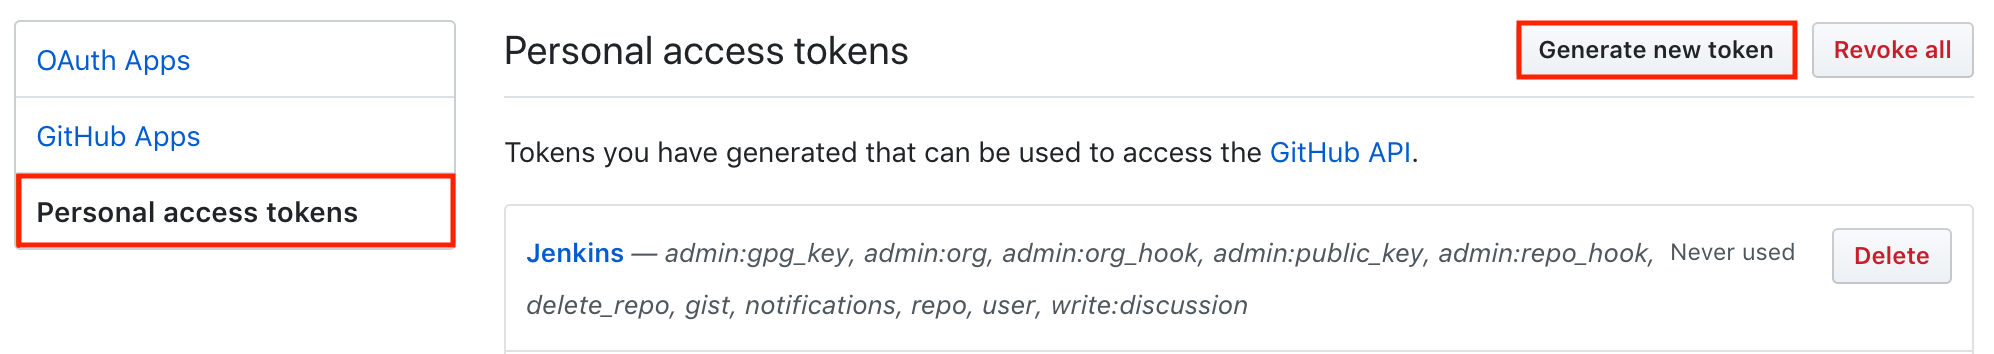 OAuth Apps
GitHub Apps
Personal access tokens
Personal access tokens
Generate new token
Revoke all
Tokens you have generated that can be used to access the GitHub API.
Jenkins — admin:gpg_key, admin:org, admin:org_hook, admin:public_key, admin:repo_hook,
delete_repo, gist, notifications, repo, user, write:discussion
Never used
Delete